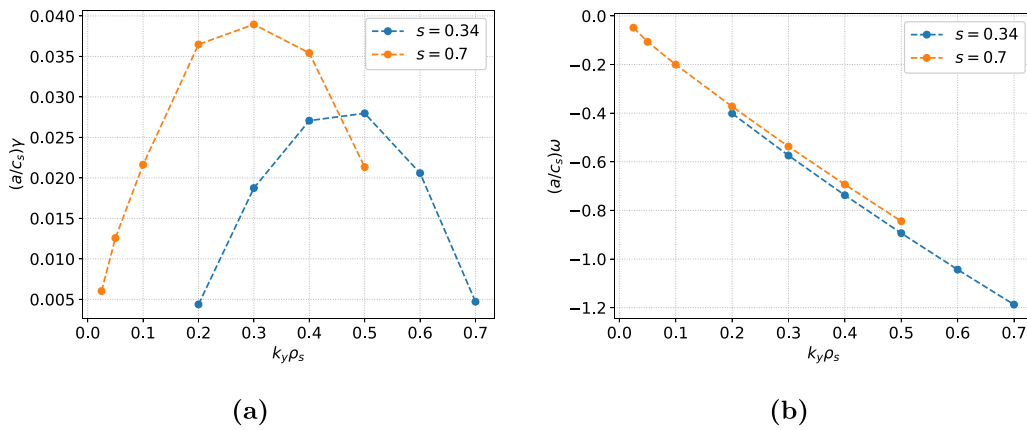 0.040
0.035
0.030
0.025
0.020
0.015
0.010
0.005
(a/c_s)γ
s = 0.34
s = 0.7
0.0 0.1 0.2 0.3 0.4 0.5 0.6 0.7
k_yρ_s
(a)
0.0
−0.2
−0.4
−0.6
−0.8
−1.0
−1.2
(a/c_s)ω
s = 0.34
s = 0.7
0.0 0.1 0.2 0.3 0.4 0.5 0.6 0.7
k_yρ_s
(b)